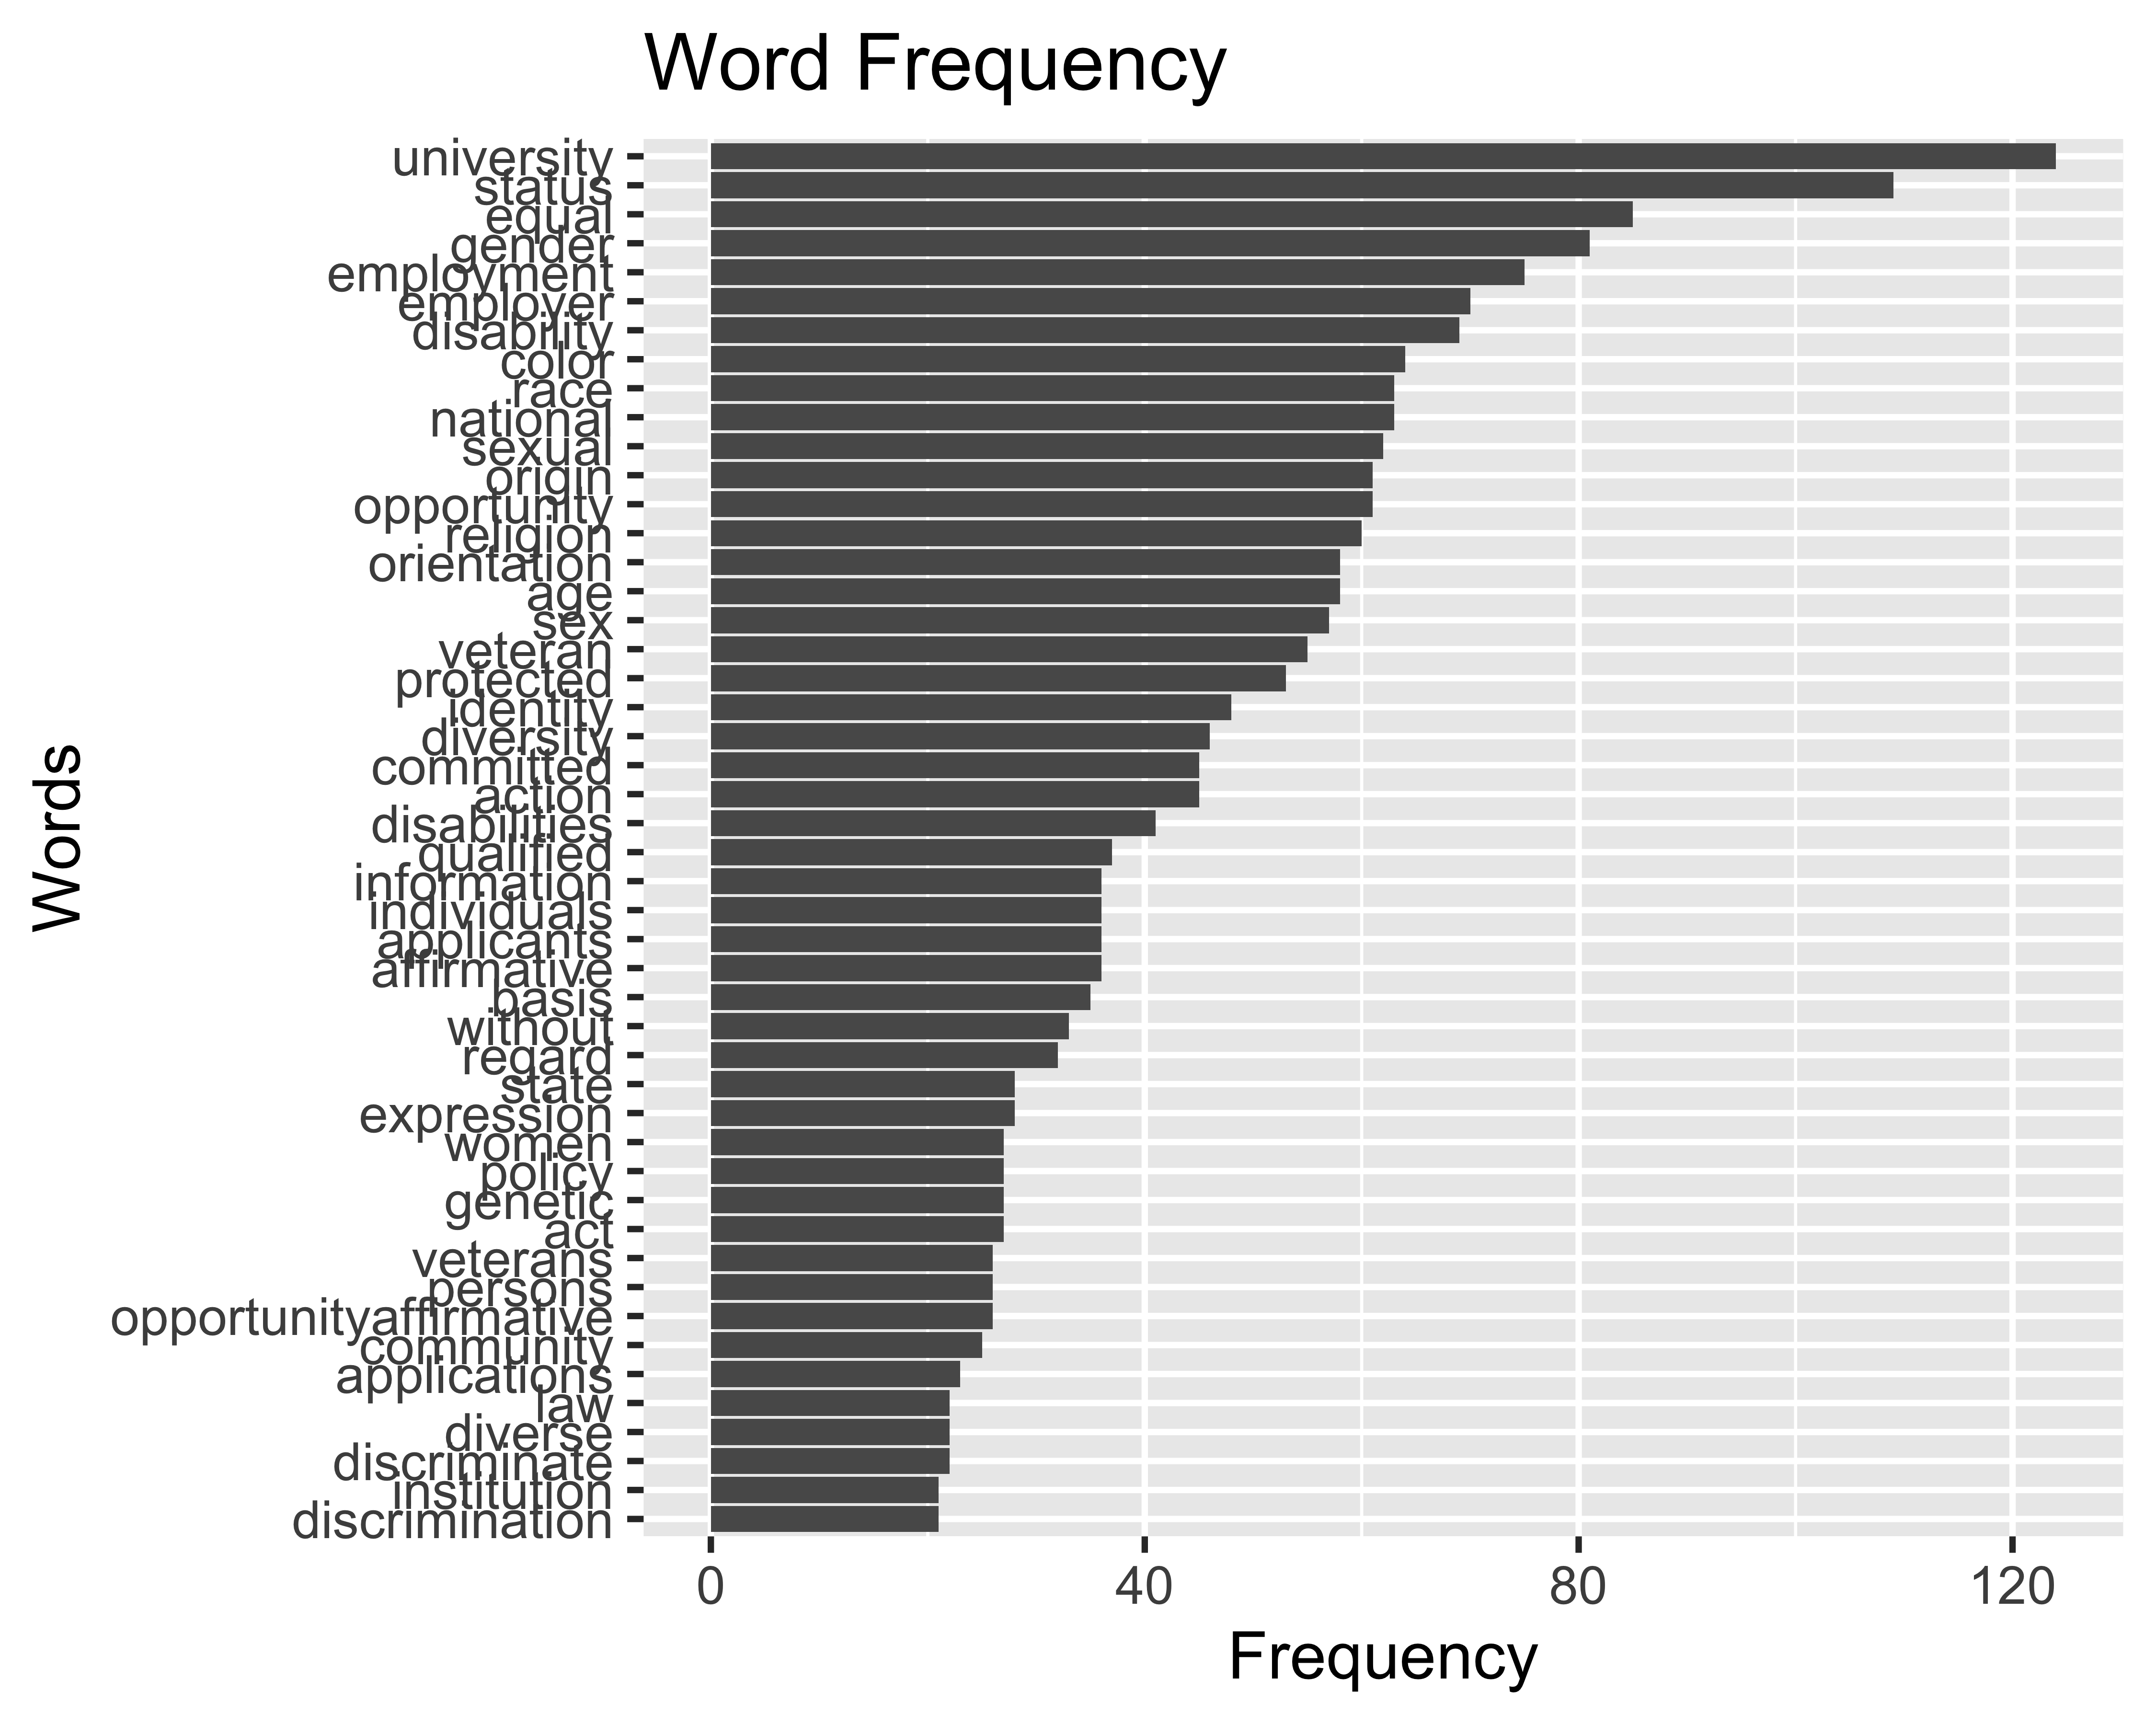 Word Frequency
university
status
equal
gender
employment
employer
disability
color
race
national
sexual
origin
opportunity
religion
orientation
age
sex
veteran
protected
identity
diversity
committed
action
disabilities
qualified
information
individuals
applicants
affirmative
basis
without
regard
state
expression
women
policy
genetic
act
veterans
persons
opportunityaffirmative
community
applications
law
diverse
discriminate
institution
discrimination
Words
0 40 80 120
Frequency